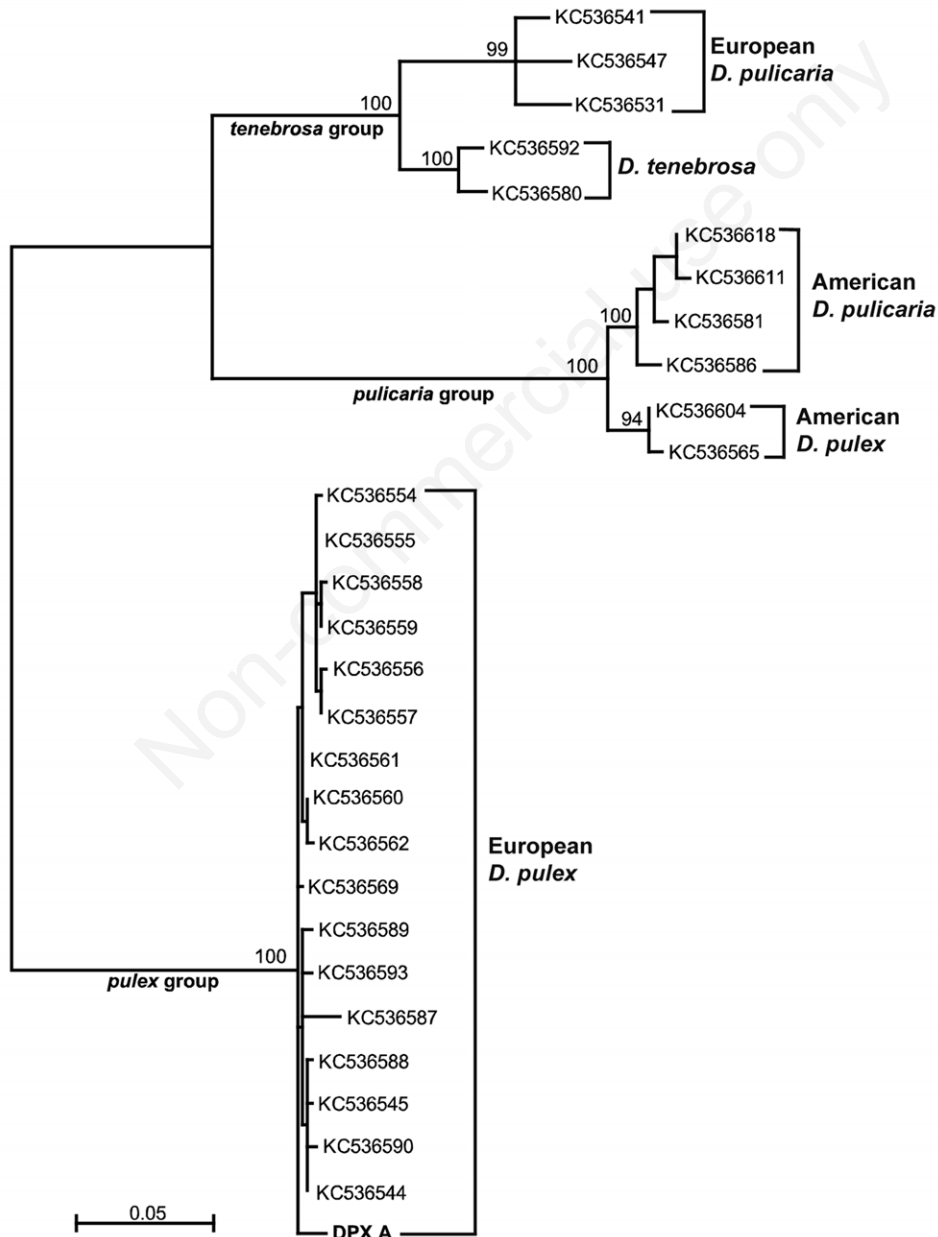 KC536541
99
European
KC536547
D. pulicaria
100
KC536531
tenebrosa group
KC536592
100
D. tenebrosa
KC536580
KC536618
KC536611
American
D. pulicaria
100
KC536581
100
KC536586
pulicaria group
KC536604
American
94
D. pulex
KC536565
KC536554
KC536555
KC536558
KC536559
KC536556
KC536557
KC536561
KC536560
KC536562
European
D. pulex
KC536569
KC536589
100
KC536593
pulex group
KC536587
KC536588
KC536545
KC536590
KC536544
0.05
DPX A
Non-commercial use only